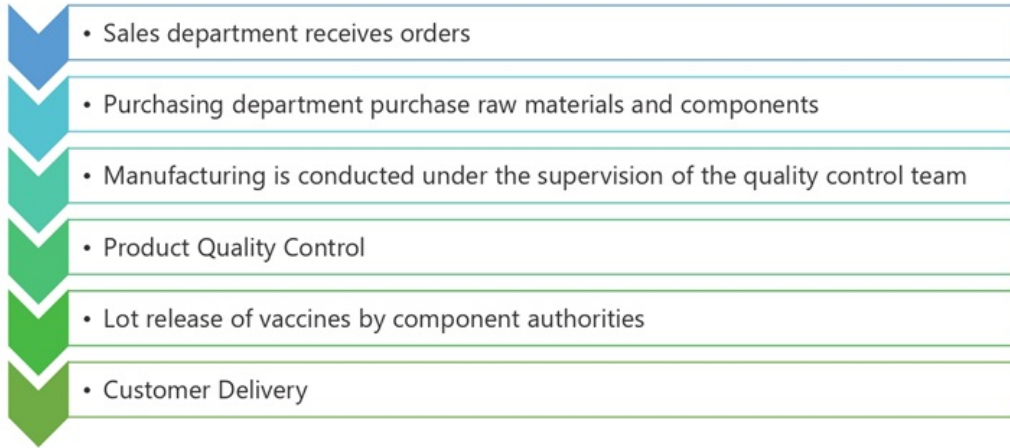 • Sales department receives orders
• Purchasing department purchase raw materials and components
• Manufacturing is conducted under the supervision of the quality control team
• Product Quality Control
• Lot release of vaccines by component authorities
• Customer Delivery